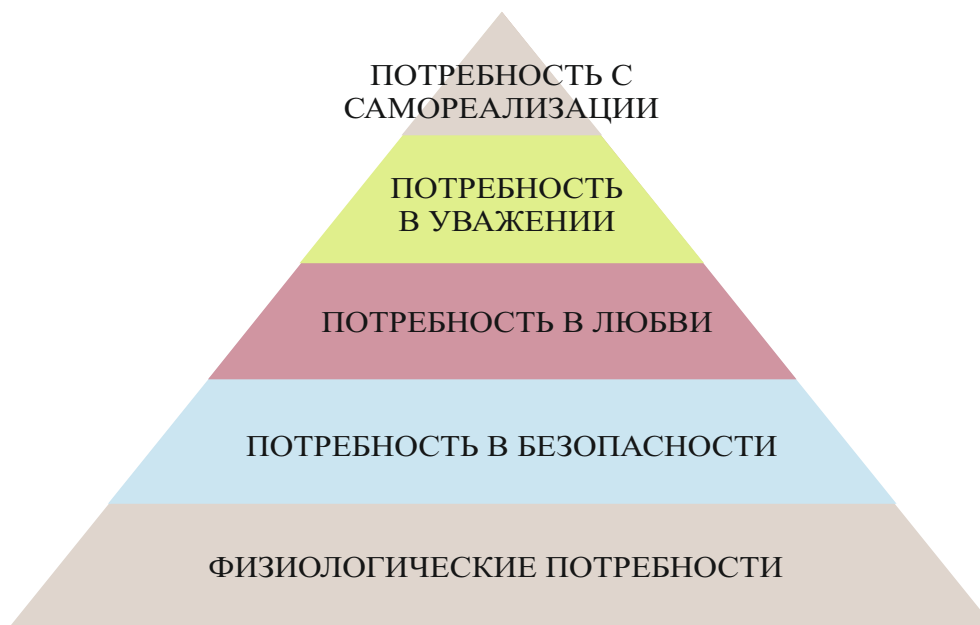 ПОТРЕБНОСТЬ С
САМОРЕАЛИЗАЦИИ
ПОТРЕБНОСТЬ
В УВАЖЕНИИ
ПОТРЕБНОСТЬ В ЛЮБВИ
ПОТРЕБНОСТЬ В БЕЗОПАСНОСТИ
ФИЗИОЛОГИЧЕСКИЕ ПОТРЕБНОСТИ